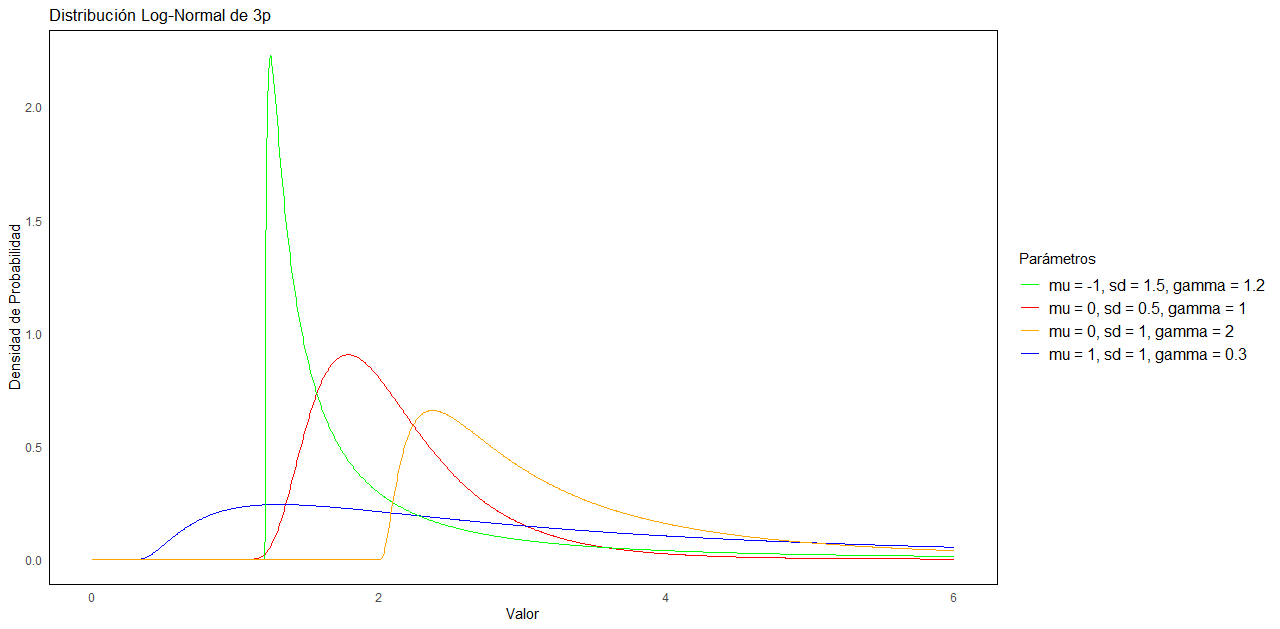 Distribución Log-Normal de 3p
Densidad de Probabilidad
2.0
1.5
1.0
0.5
0.0
0
2
4
6
Valor
Parámetros
mu = -1, sd = 1.5, gamma = 1.2
mu = 0, sd = 0.5, gamma = 1
mu = 0, sd = 1, gamma = 2
mu = 1, sd = 1, gamma = 0.3